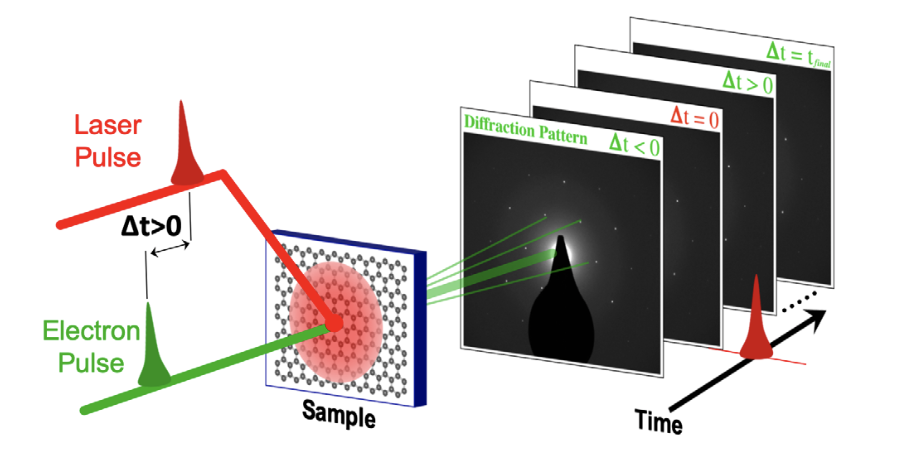 Laser
Pulse
Δt>0
Electron
Pulse
Sample
Diffraction Pattern
Δt < 0
Δt = 0
Δt > 0
Δt = t_final
Time